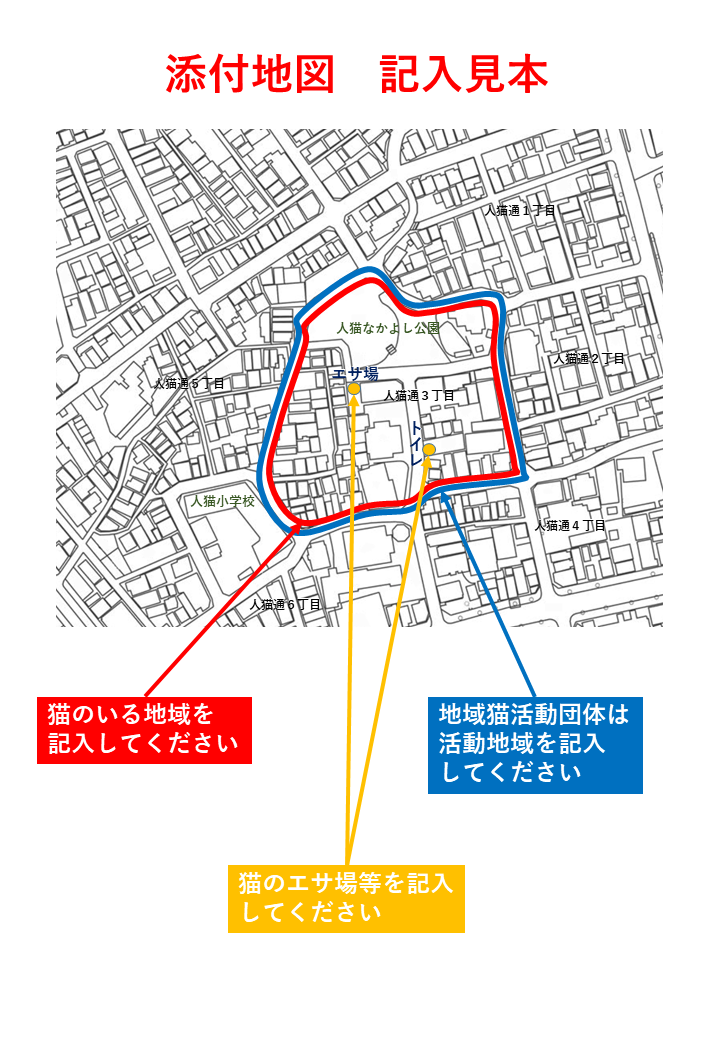 添付地図　記入見本
人猫通１丁目
人猫なかよし公園
人猫通２丁目
エサ場
人猫通５丁目
人猫通３丁目
トイレ
人猫小学校
人猫通４丁目
人猫通６丁目
猫のいる地域を
記入してください
地域猫活動団体は
活動地域を記入
してください
猫のエサ場等を記入
してください